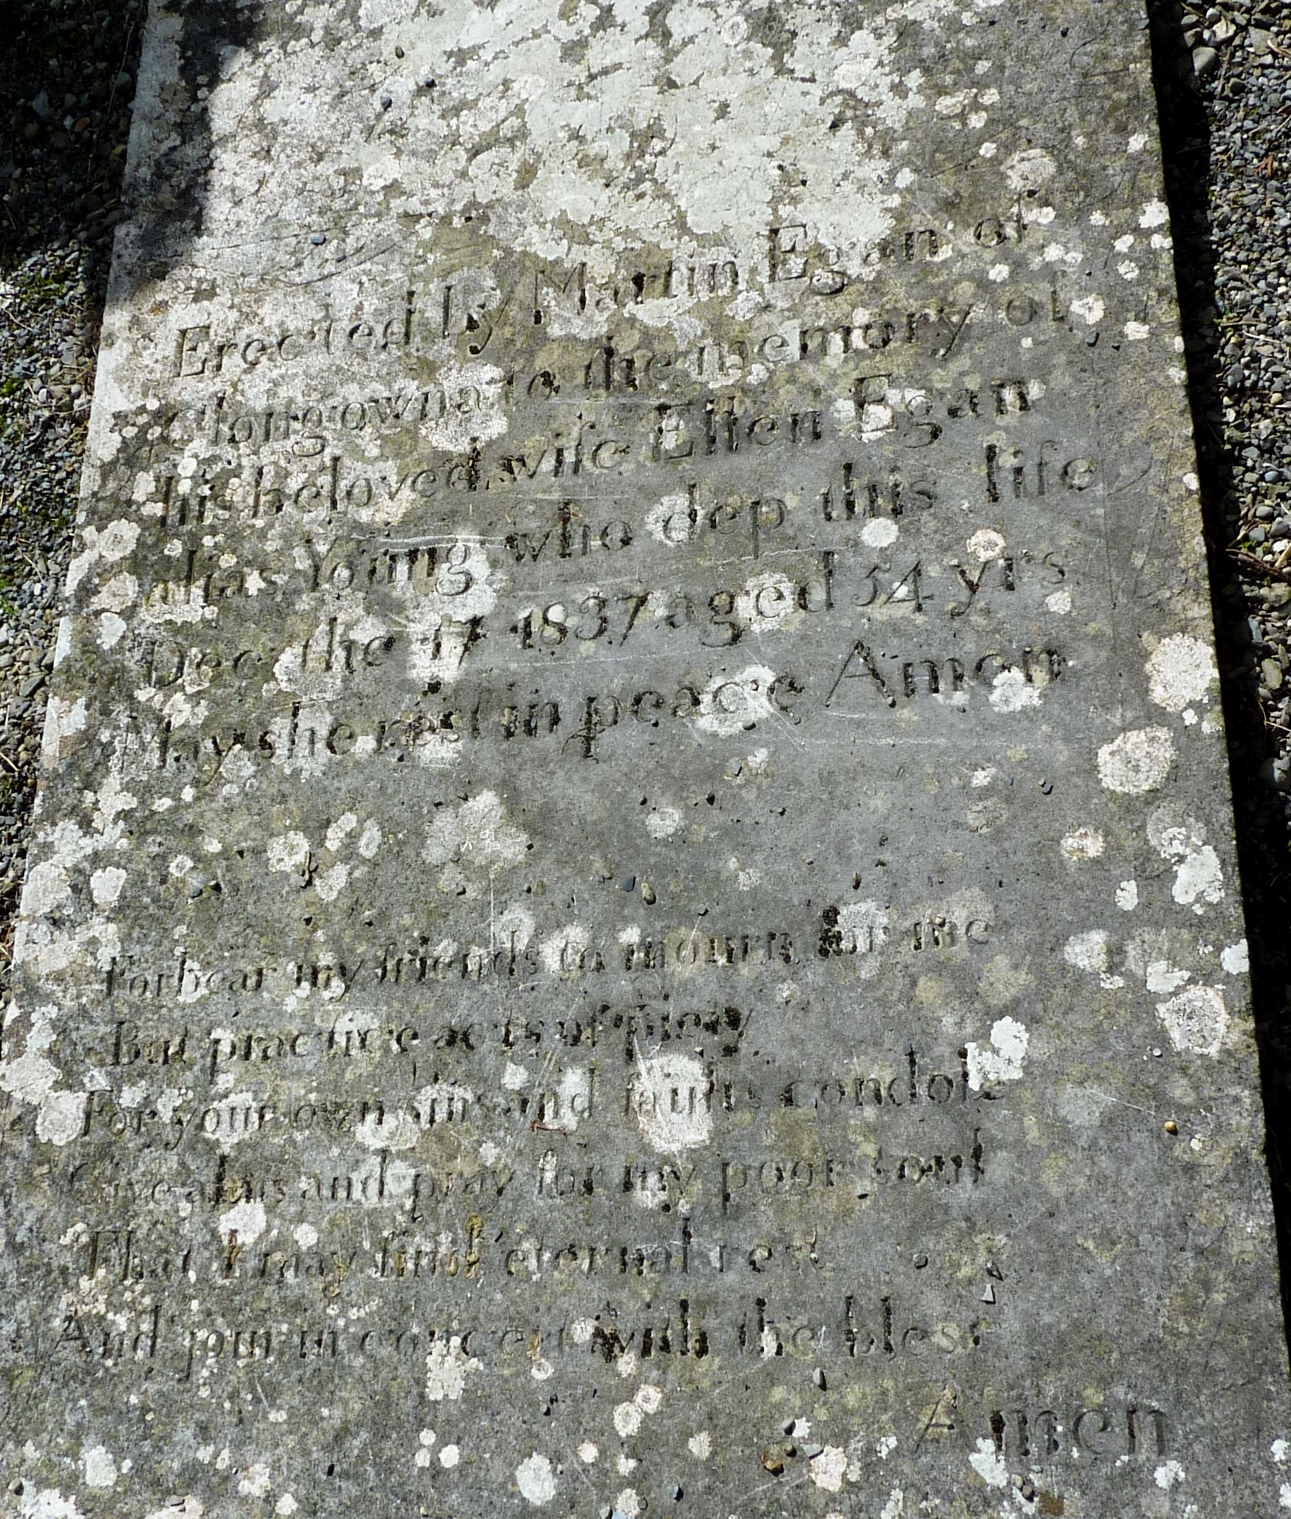 Erected by Martin Egan of
Clongowna to the memory of
his beloved wife Ellen Egan
alias Young who dep this life
Dec the 17 1837 aged 54 yrs
My she rest in peace Amen
Forbear my friends to mourn for me
But practice acts of piety
For your own sins and mine condole
Give alms and pray for my poor soul
That I may find eternal rest
And join in concert with the blest
Amen